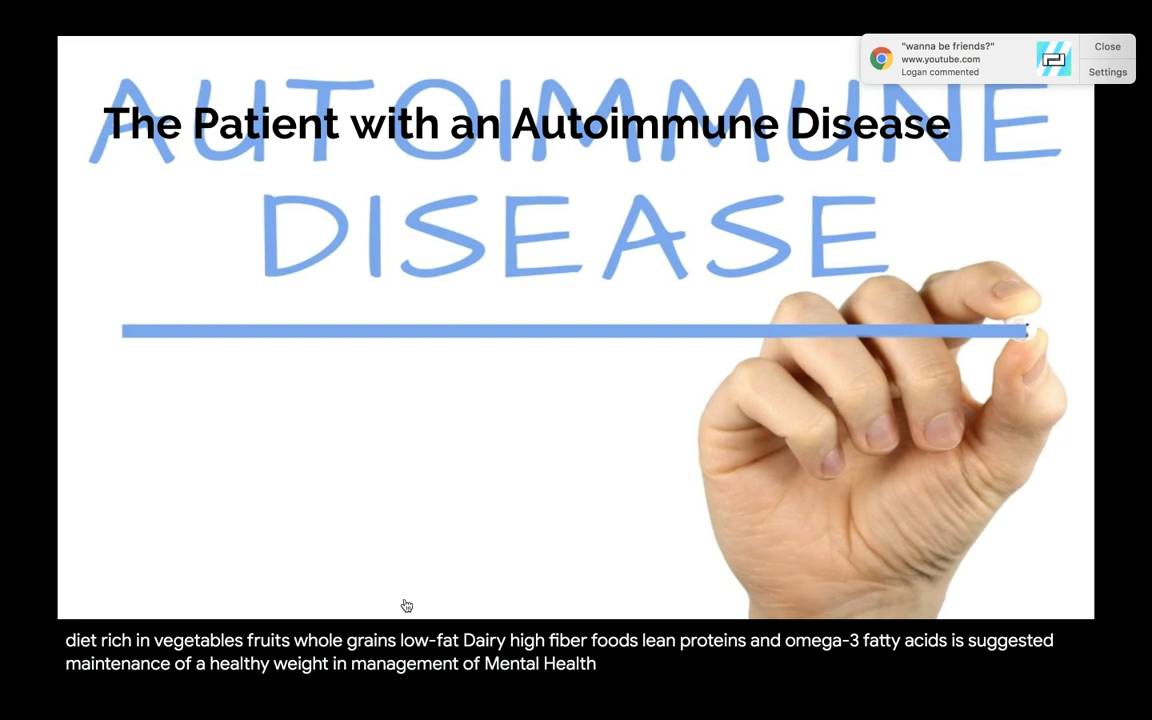 "wanna be friends?"
www.youtube.com
Logan commented
Close
Settings
AUTOIMMUNE
The Patient with an Autoimmune Disease
DISEASE
diet rich in vegetables fruits whole grains low-fat Dairy high fiber foods lean proteins and omega-3 fatty acids is suggested
maintenance of a healthy weight in management of Mental Health